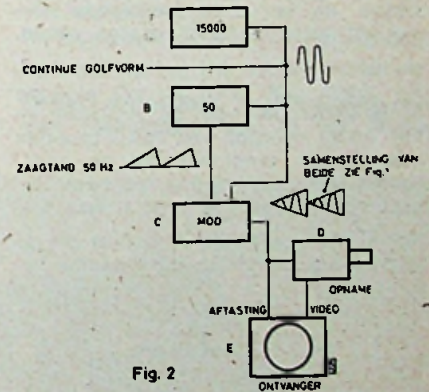 15000
CONTINUE GOLFVORM
B
50
ZAAGTAND 50 Hz
SAMENSTELLING VAN
BEIDE ZIE Fig.¹
C
MOD
D
OPNAME
AFTASTING
VIDEO
E
Fig. 2
ONTVANGER